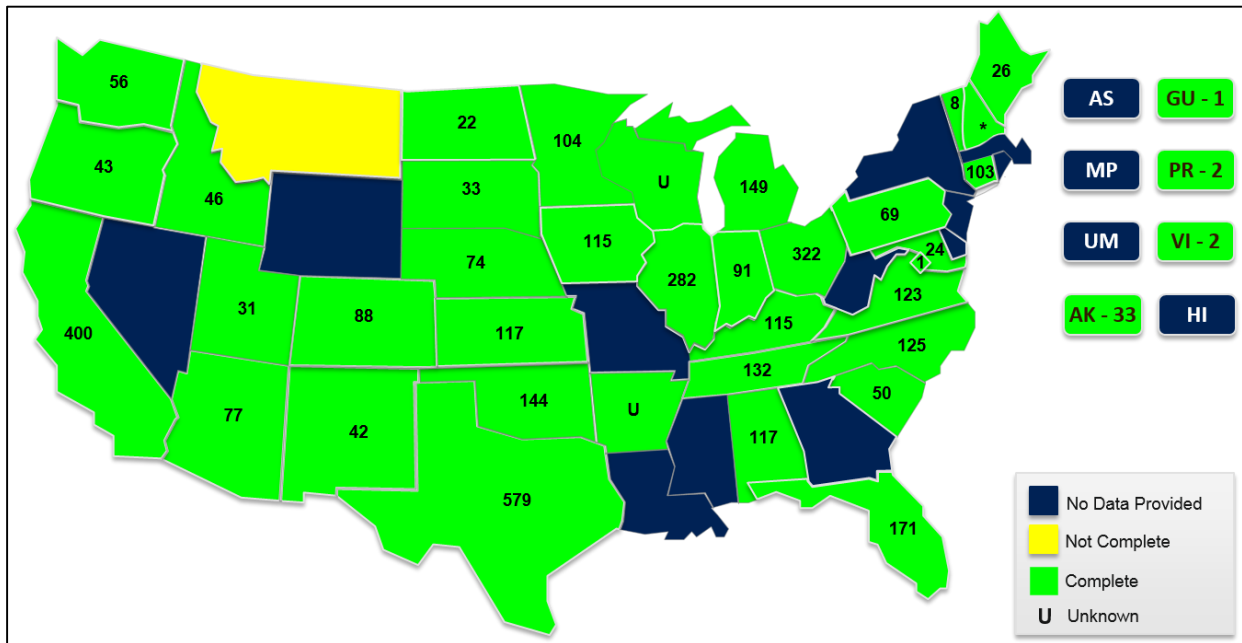 56
22
104
26
8
*
AS
GU - 1
43
46
33
U
149
103
MP
PR - 2
115
69
74
282
91
322
24
1
UM
VI - 2
31
88
123
400
117
115
AK - 33
HI
125
132
144
U
50
77
42
117
579
171
No Data Provided
Not Complete
Complete
U Unknown